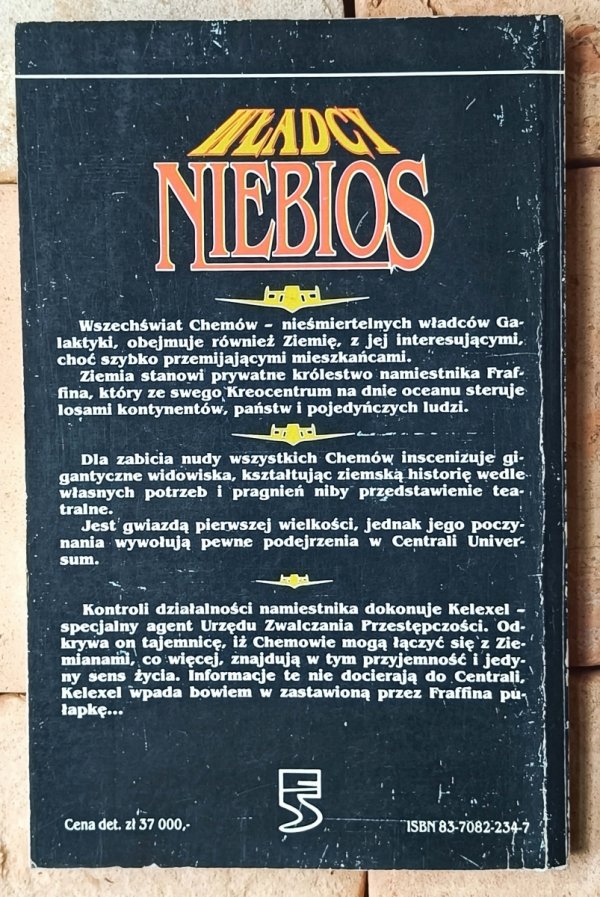 WŁADCY
NIEBIOS
Wszechświat Chemów – nieśmiertelnych władców Ga-
laktyki, obejmuje również Ziemię, z jej interesującymi,
choć szybko przemijającymi mieszkańcami.
Ziemia stanowi prywatne królestwo namiestnika Fraf-
fina, który ze swego Kreocentrum na dnie oceanu steruje
losami kontynentów, państw i pojedyńczych ludzi.
Dla zabicia nudy wszystkich Chemów inscenizuje gi-
gantyczne widowiska, kształtując ziemską historię wedle
własnych potrzeb i pragnień niby przedstawienie tea-
tralne.
Jest gwiazdą pierwszej wielkości, jednak jego poczy-
nania wywołują pewne podejrzenia w Centrali Univer-
sum.
Kontroli działalności namiestnika dokonuje Kelexel –
specjalny agent Urzędu Zwalczania Przestępczości. Od-
krywa on tajemnicę, iż Chemowie mogą łączyć się z Zie-
mianami, co więcej, znajdują w tym przyjemność i jedy-
ny sens życia. Informacje te nie docierają do Centrali,
Kelexel wpada bowiem w zastawioną przez Fraffina pu-
łapkę...
Cena det. zł 37 000,-
ISBN 83-7082-234-7